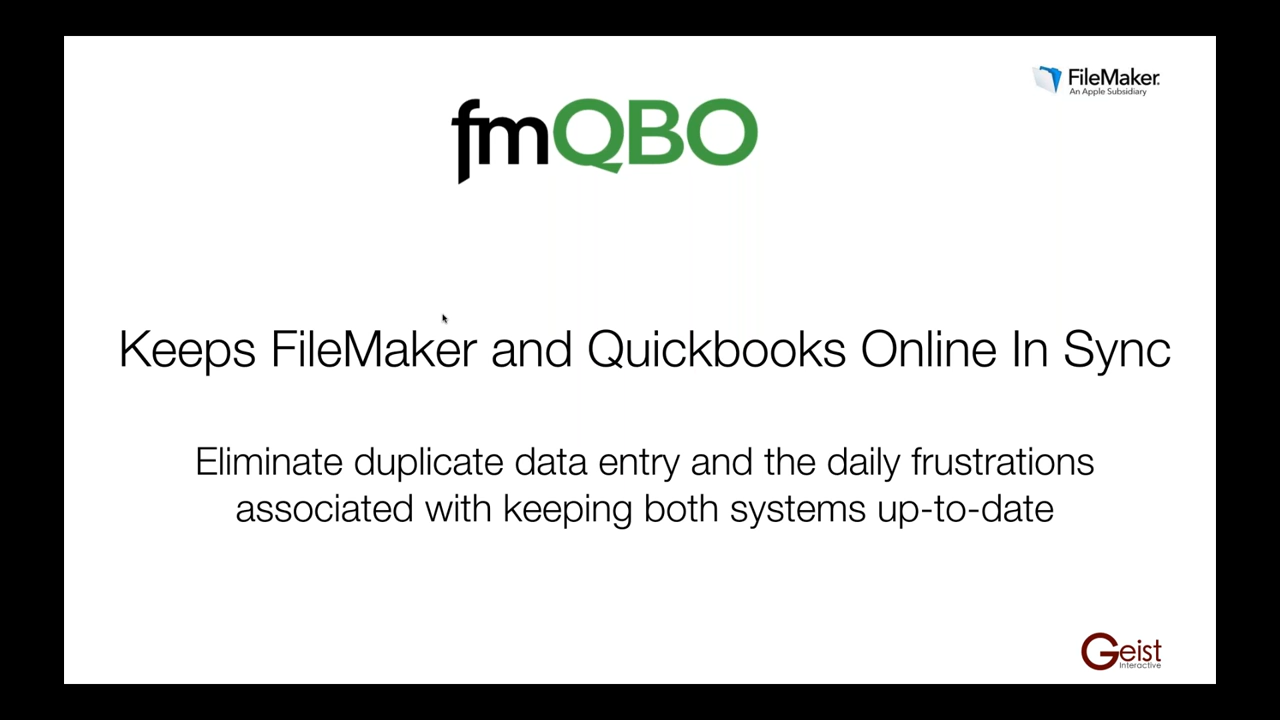 FileMaker.
An Apple Subsidiary
fmQBO
Keeps FileMaker and Quickbooks Online In Sync
Eliminate duplicate data entry and the daily frustrations
associated with keeping both systems up-to-date
Geist
Interactive